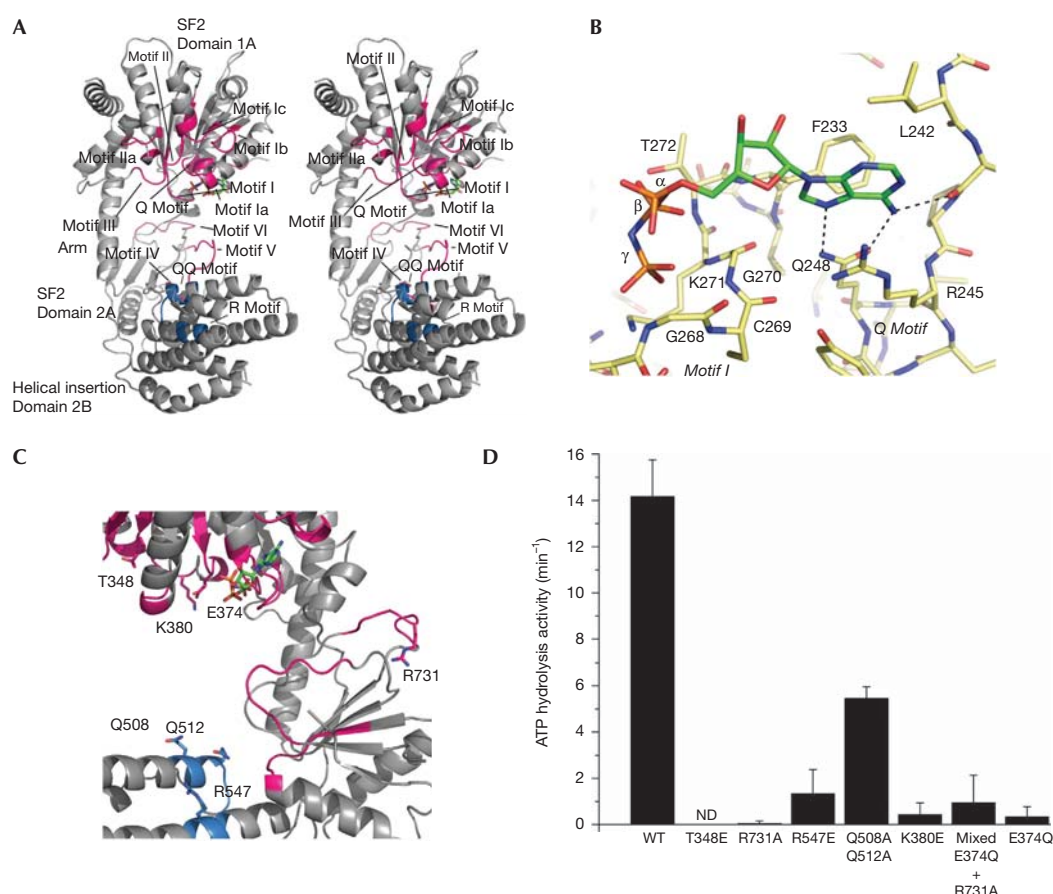 A
SF2
Domain 1A
Motif II
Motif Ic
Motif Ib
Motif IIa
Motif I
Q Motif
Motif Ia
Motif III
Motif VI
Arm
Motif V
Motif IV
QQ Motif
SF2
Domain 2A
R Motif
Helical insertion
Domain 2B
Motif II
Motif Ic
Motif Ib
Motif IIa
Motif I
Q Motif
Motif Ia
Motif III
Motif VI
Motif V
Motif IV
QQ Motif
R Motif
B
L242
F233
T272
α
β
γ
Q248
K271
G270
R245
C269
Q Motif
G268
Motif I
C
T348
E374
K380
R731
Q508
Q512
R547
D
ATP hydrolysis activity (min⁻¹)
16
14
12
10
8
6
4
2
0
ND
WT
T348E
R731A
R547E
Q508A
Q512A
K380E
Mixed
E374Q
+
R731A
E374Q